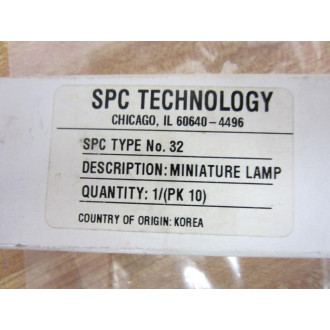 SPC TECHNOLOGY
CHICAGO, IL 60640-4496
SPC TYPE No. 32
DESCRIPTION: MINIATURE LAMP
QUANTITY: 1/(PK 10)
COUNTRY OF ORIGIN: KOREA